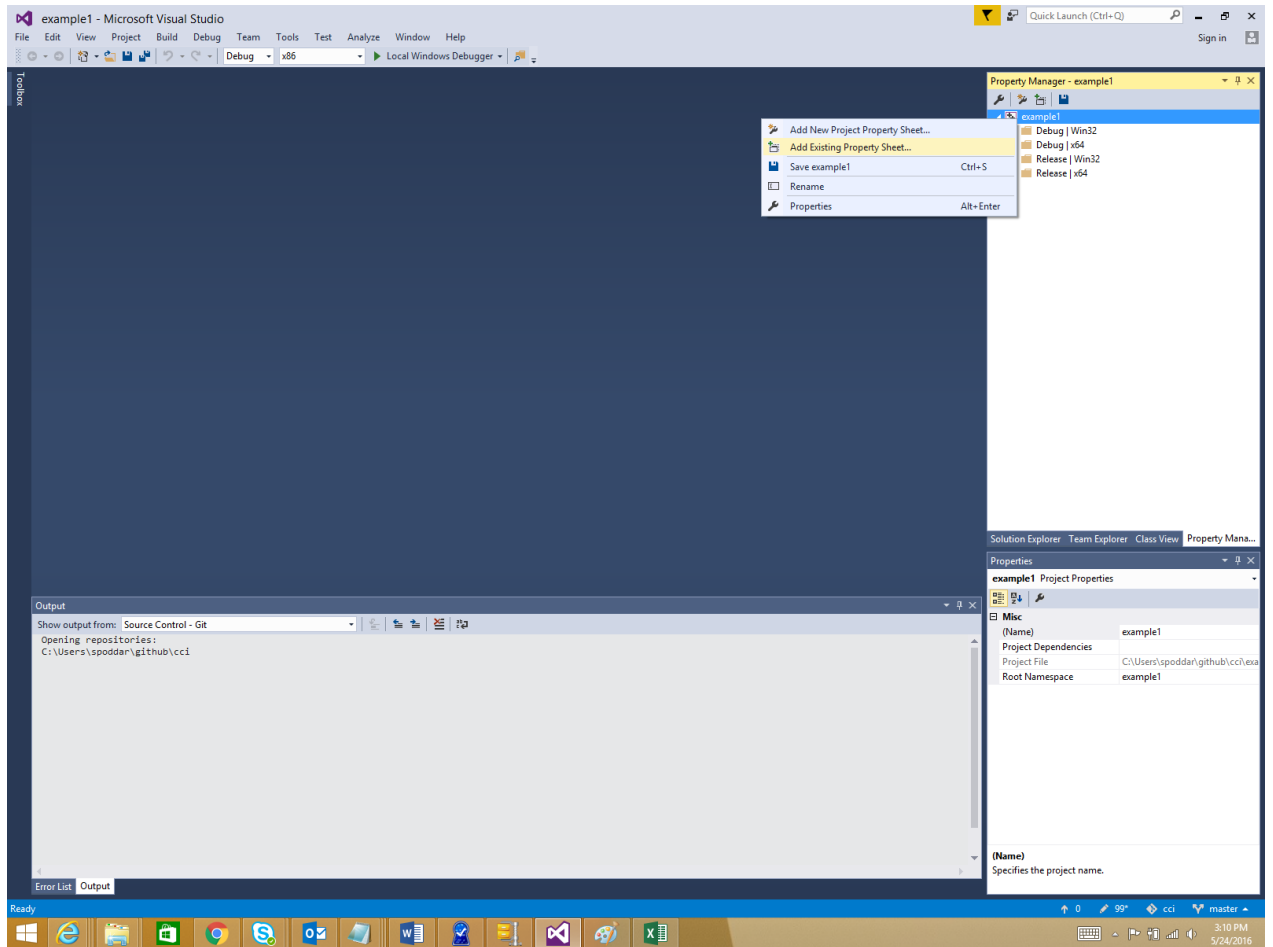 example1 - Microsoft Visual Studio
Quick Launch (Ctrl+Q)
File Edit View Project Build Debug Team Tools Test Analyze Window Help
Sign in
Debug x86 Local Windows Debugger
Toolbox
Property Manager - example1
example1
Debug | Win32
Debug | x64
Release | Win32
Release | x64
Add New Project Property Sheet...
Add Existing Property Sheet...
Save example1 Ctrl+S
Rename
Properties Alt+Enter
Solution Explorer Team Explorer Class View Property Mana...
Properties
example1 Project Properties
Misc
(Name) example1
Project Dependencies
Project File C:\Users\spoddar\github\cci\exa
Root Namespace example1
(Name)
Specifies the project name.
Output
Show output from: Source Control - Git
Opening repositories:
C:\Users\spoddar\github\cci
Error List Output
Ready
0 99* cci master
3:10 PM
5/24/2016